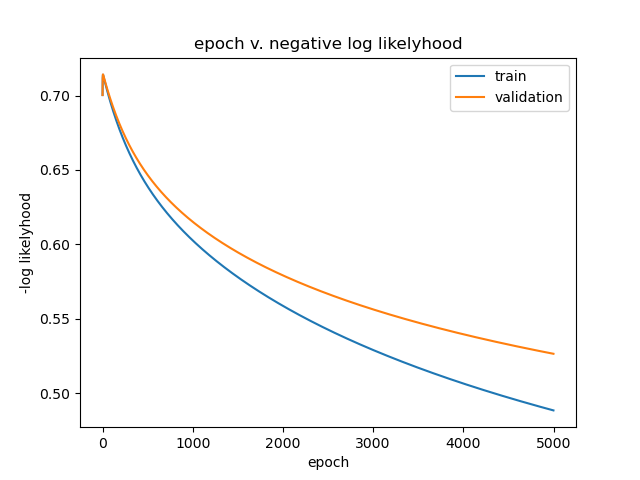 epoch v. negative log likelyhood
train
validation
-log likelyhood
0.70
0.65
0.60
0.55
0.50
0
1000
2000
3000
4000
5000
epoch